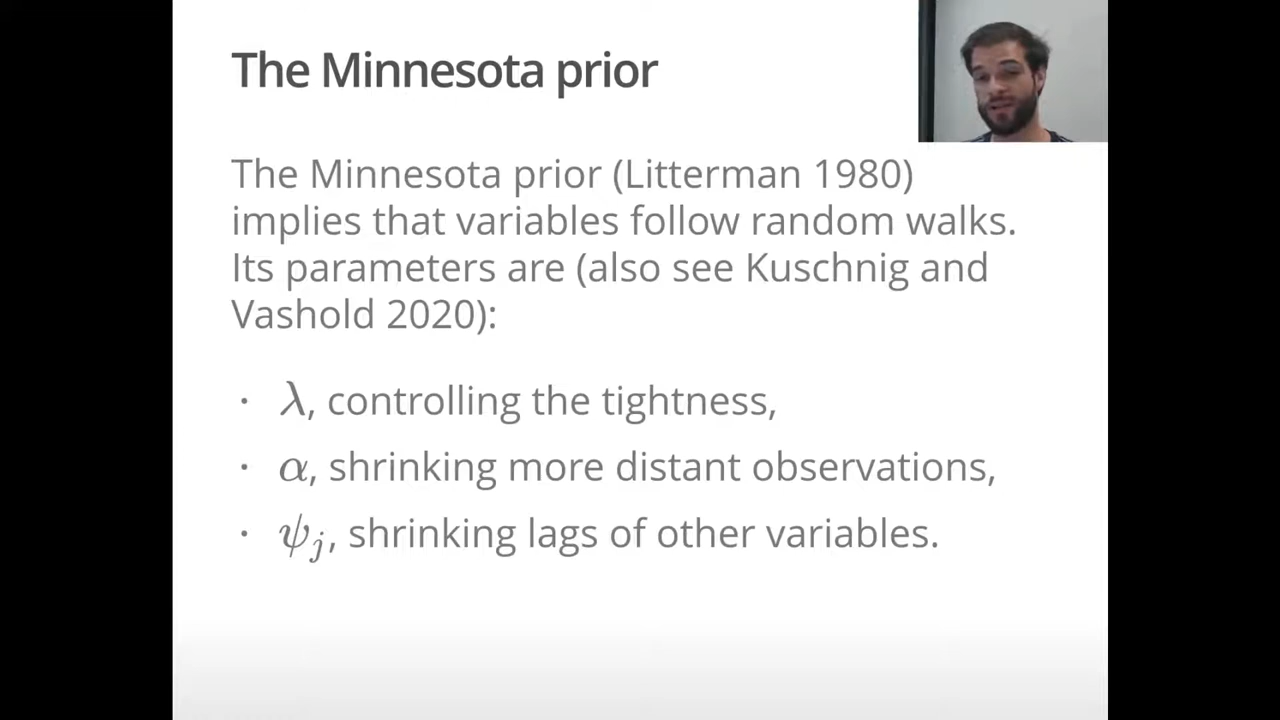 The Minnesota prior
The Minnesota prior (Litterman 1980)
implies that variables follow random walks.
Its parameters are (also see Kuschnig and
Vashold 2020):
· λ, controlling the tightness,
· α, shrinking more distant observations,
· ψⱼ, shrinking lags of other variables.